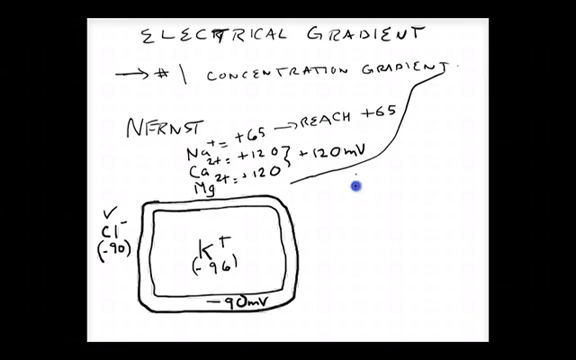 ELECTRICAL GRADIENT
→ #1 CONCENTRATION GRADIENT
NERNST
Na⁺ = +65 → REACH +65
Ca²⁺ = +120 } +120mV
Mg²⁺ = +120
✓
Cl⁻
(-90)
K⁺
(-96)
-90mV